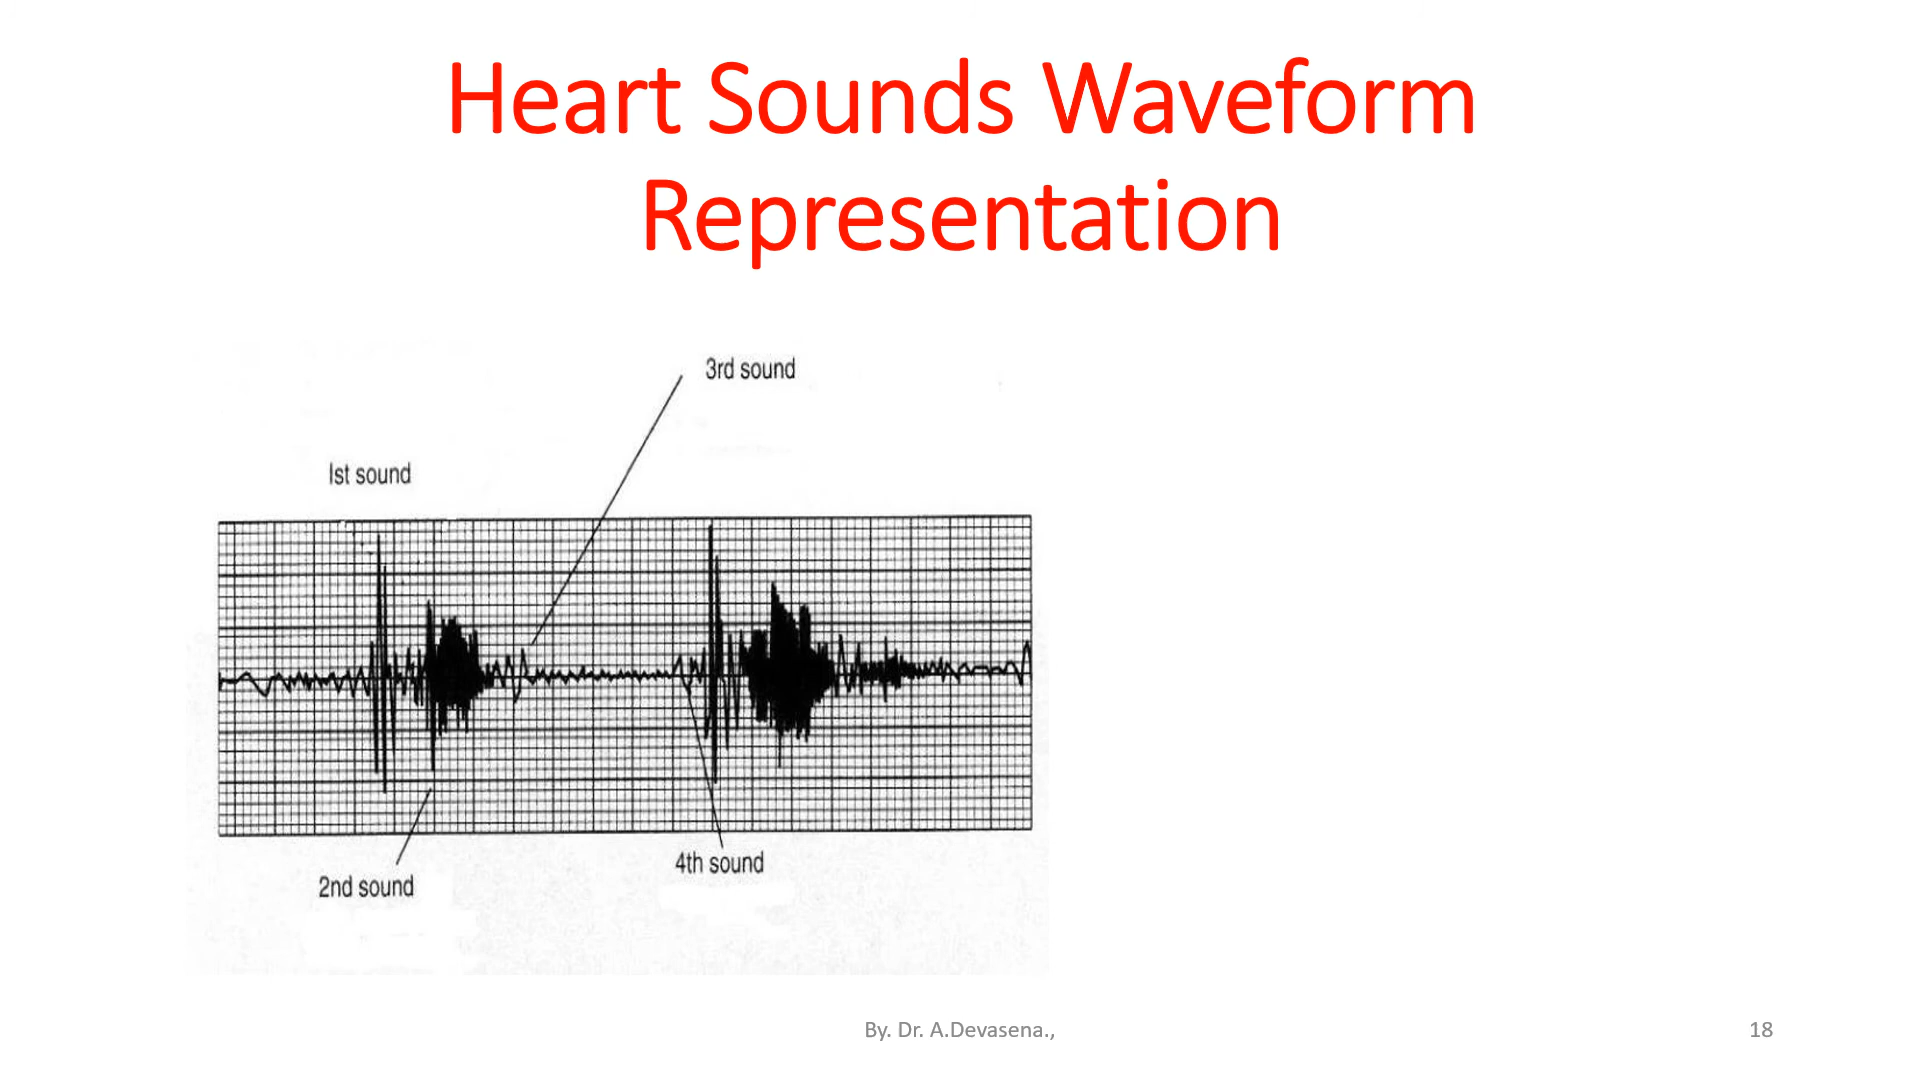 Heart Sounds Waveform
Representation
3rd sound
Ist sound
4th sound
2nd sound
By. Dr. A.Devasena.,
18